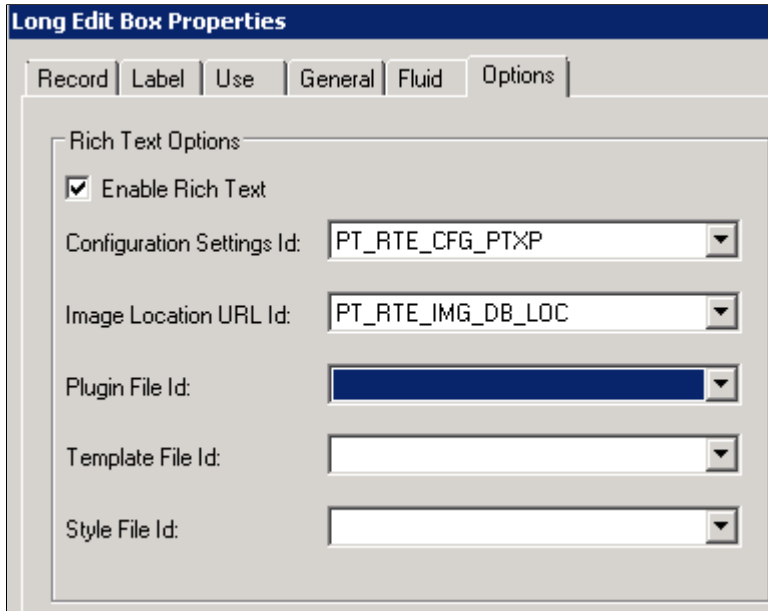 Long Edit Box Properties
Record Label Use General Fluid Options
Rich Text Options
Enable Rich Text
Configuration Settings Id: PT_RTE_CFG_PTXP
Image Location URL Id: PT_RTE_IMG_DB_LOC
Plugin File Id:
Template File Id:
Style File Id: